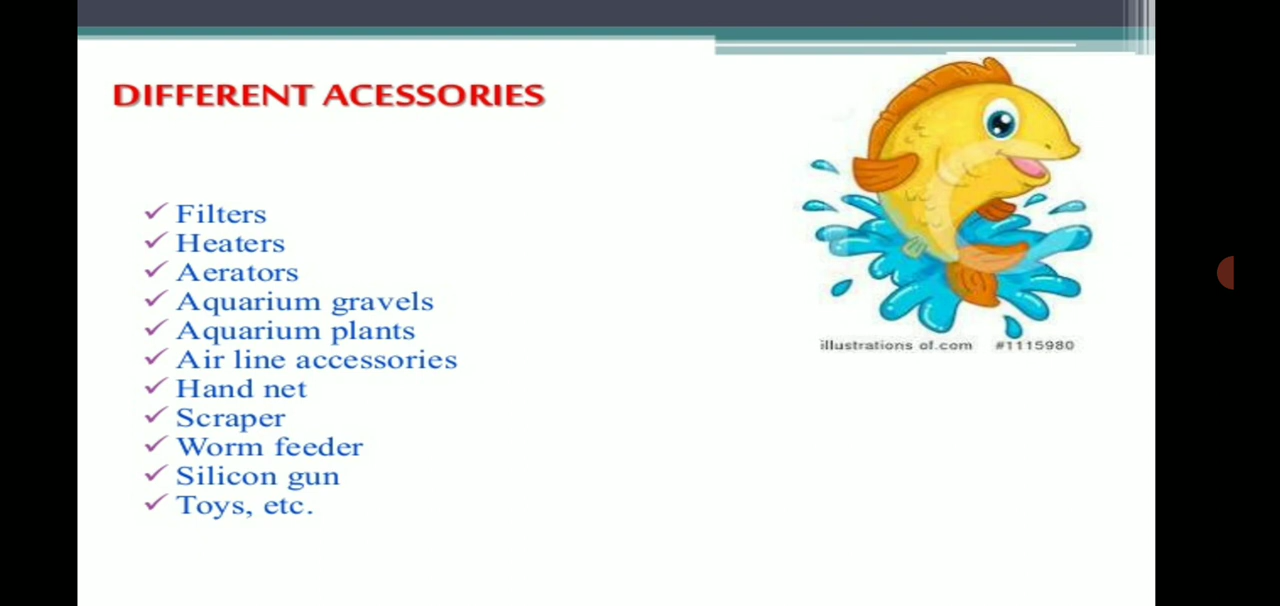 DIFFERENT ACESSORIES
Filters
Heaters
Aerators
Aquarium gravels
Aquarium plants
Air line accessories
Hand net
Scraper
Worm feeder
Silicon gun
Toys, etc.
illustrations of.com #1115980